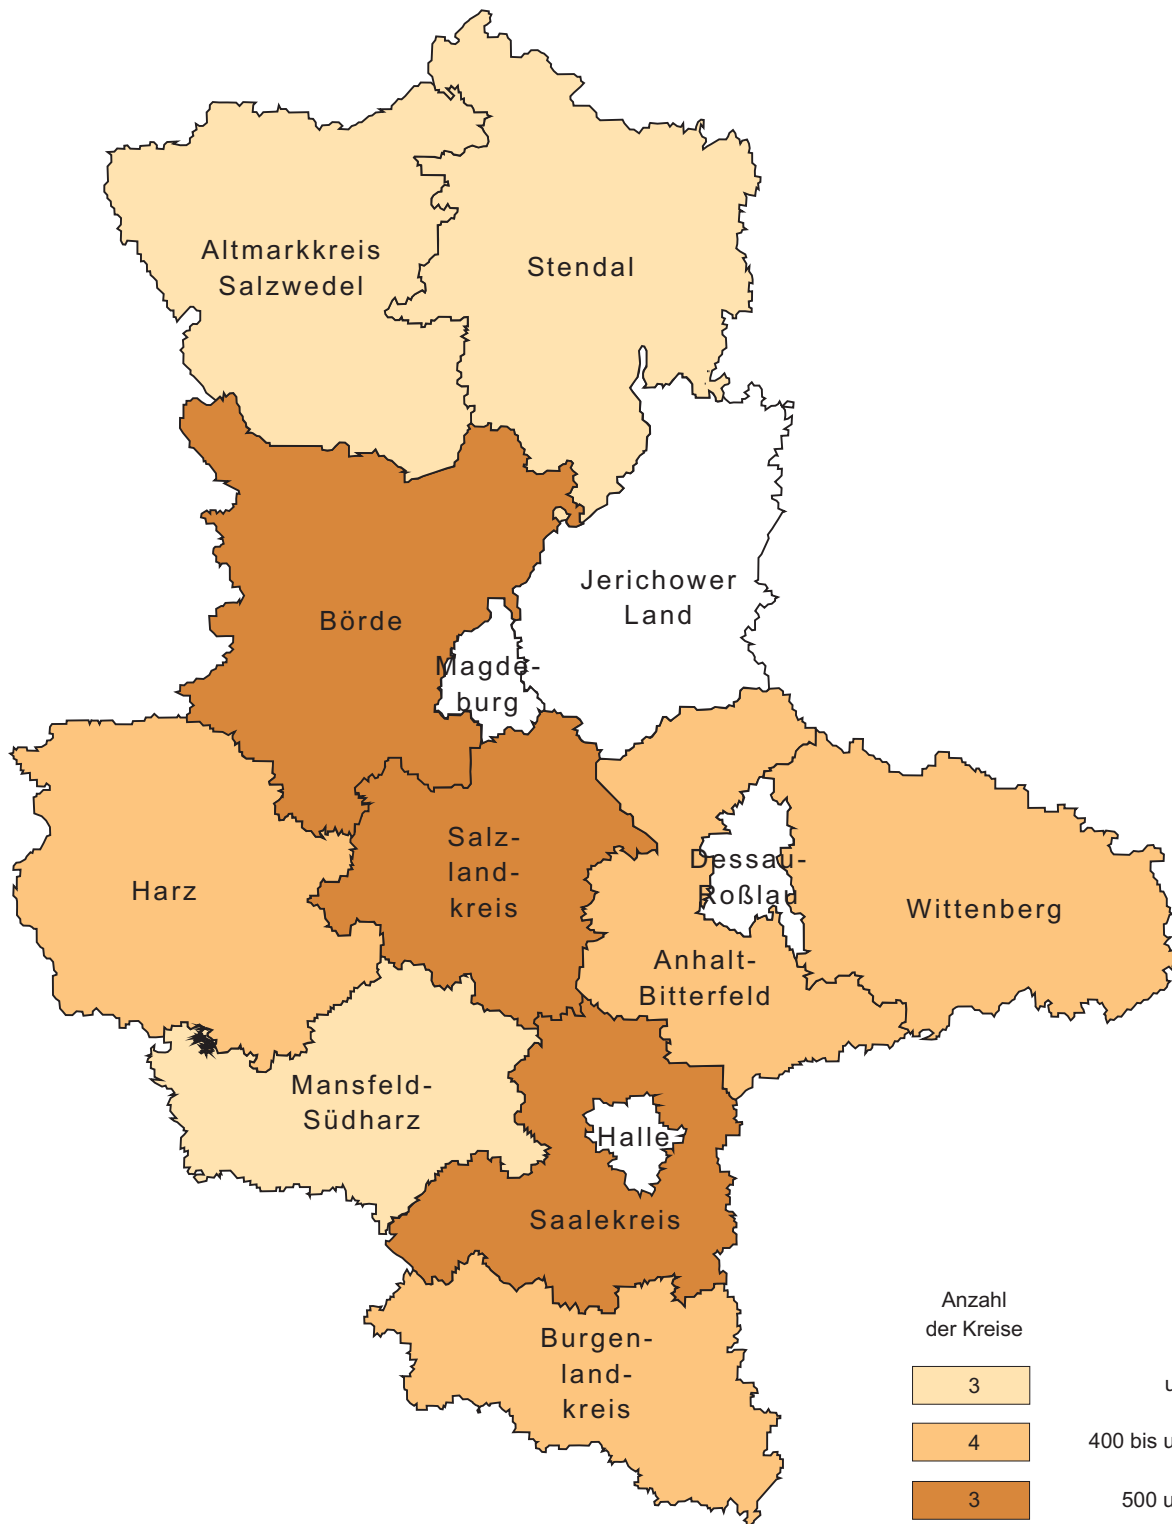 Altmarkkreis
Salzwedel
Stendal
Jerichower
Land
Börde
Magde-
burg
Salz-
land-
kreis
Harz
Dessau-
Roßlau
Wittenberg
Anhalt-
Bitterfeld
Mansfeld-
Südharz
Halle
Saalekreis
Burgen-
land-
kreis
Anzahl
der Kreise
3
4 400 bis
3 500